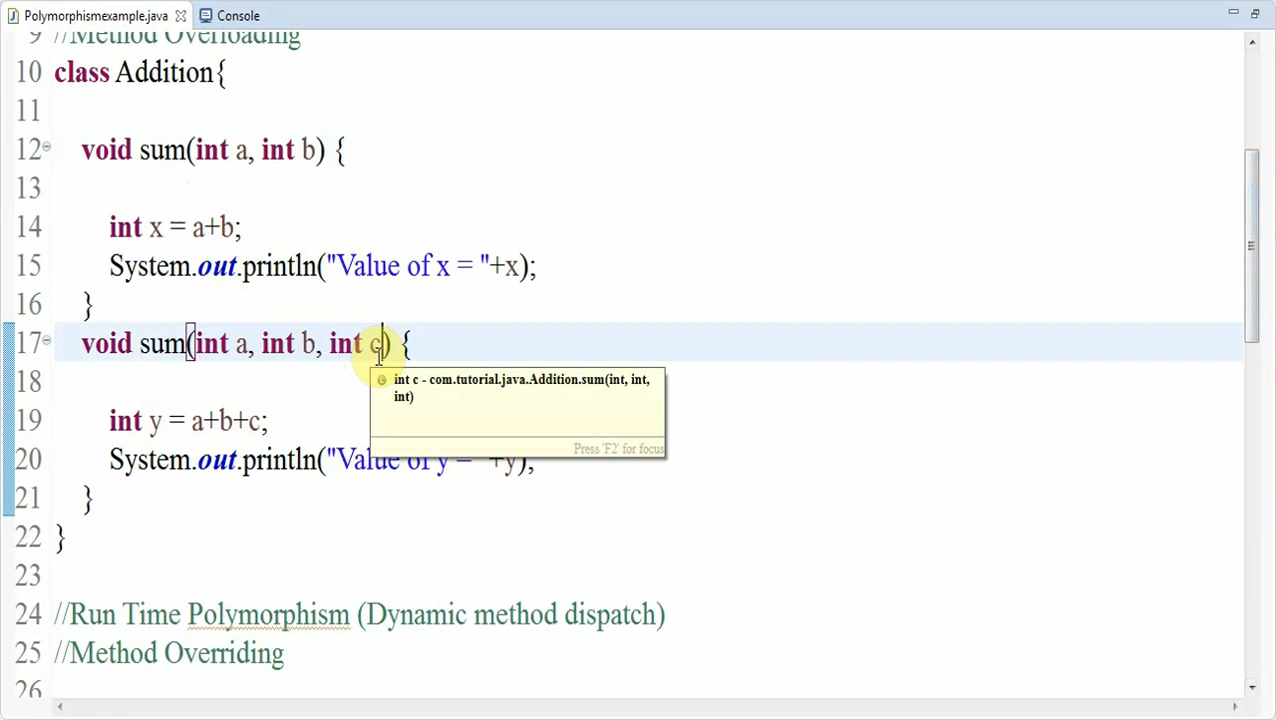 Polymorphismexample.java
Console
9 //Method Overloading
10 class Addition{
11
12 void sum(int a, int b) {
13
14 int x = a+b;
15 System.out.println("Value of x = "+x);
16 }
17 void sum(int a, int b, int c) {
18
int c - com.tutorial.java.Addition.sum(int, int,
int)
19 int y = a+b+c;
Press 'F2' for focus
20 System.out.println("Value of y = "+y);
21 }
22 }
23
24 //Run Time Polymorphism (Dynamic method dispatch)
25 //Method Overriding
26